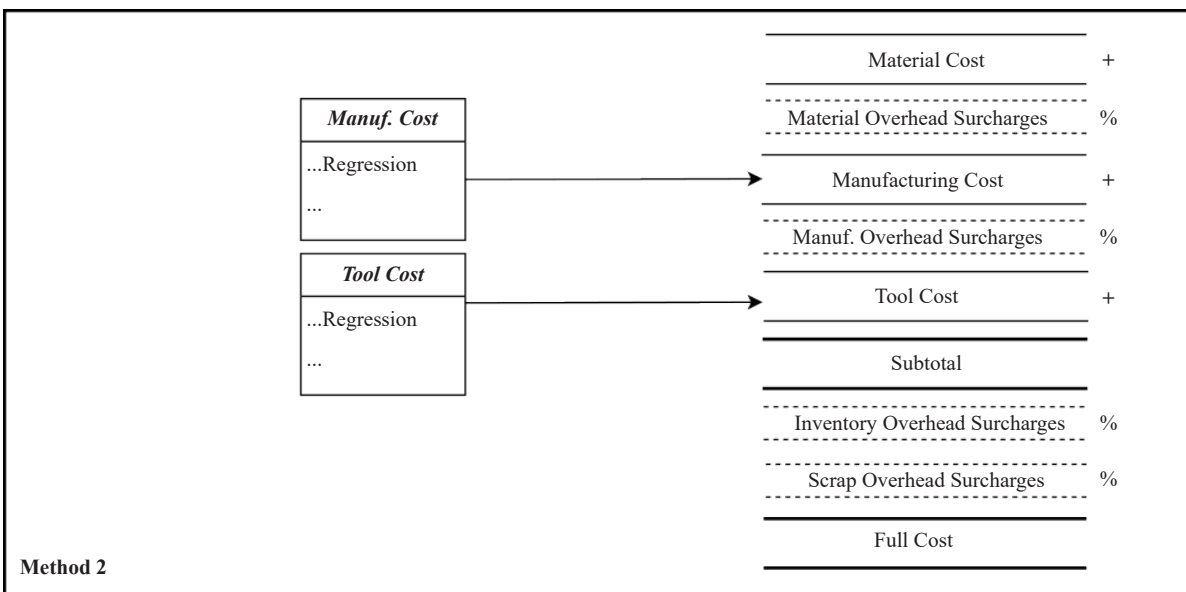 Material Cost +
Manuf. Cost
Material Overhead Surcharges %
...Regression
Manufacturing Cost +
...
Manuf. Overhead Surcharges %
Tool Cost
Tool Cost +
...Regression
...
Subtotal
Inventory Overhead Surcharges %
Scrap Overhead Surcharges %
Full Cost
Method 2